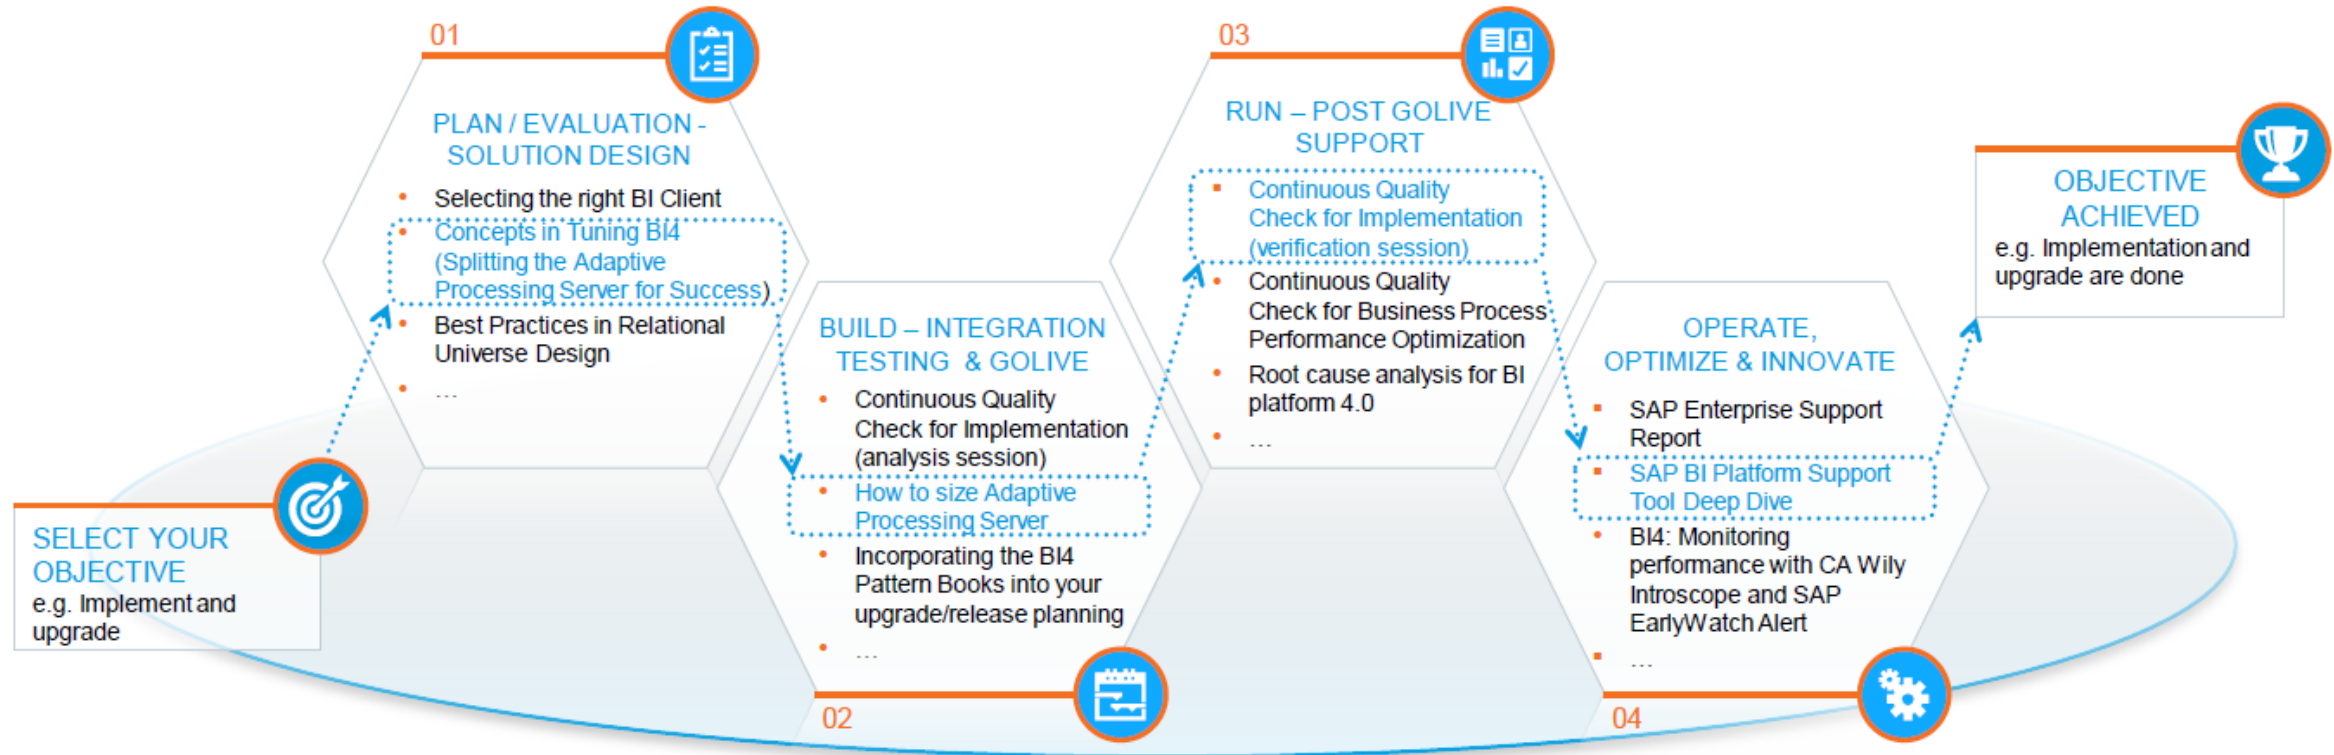 SELECT YOUR
OBJECTIVE
e.g. Implement and
upgrade
01
PLAN / EVALUATION -
SOLUTION DESIGN
• Selecting the right BI Client
• Concepts in Tuning BI4
(Splitting the Adaptive
Processing Server for Success)
• Best Practices in Relational
Universe Design
• ...
BUILD – INTEGRATION
TESTING & GOLIVE
• Continuous Quality
Check for Implementation
(analysis session)
• How to size Adaptive
Processing Server
• Incorporating the BI4
Pattern Books into your
upgrade/release planning
• ...
02
03
RUN – POST GOLIVE
SUPPORT
▪ Continuous Quality
Check for Implementation
(verification session)
• Continuous Quality
Check for Business Process
Performance Optimization
• Root cause analysis for BI
platform 4.0
• ...
OPERATE,
OPTIMIZE & INNOVATE
▪ SAP Enterprise Support
Report
▪ SAP BI Platform Support
Tool Deep Dive
• BI4: Monitoring
performance with CA Wily
Introscope and SAP
EarlyWatch Alert
▪ ...
04
OBJECTIVE
ACHIEVED
e.g. Implementation and
upgrade are done